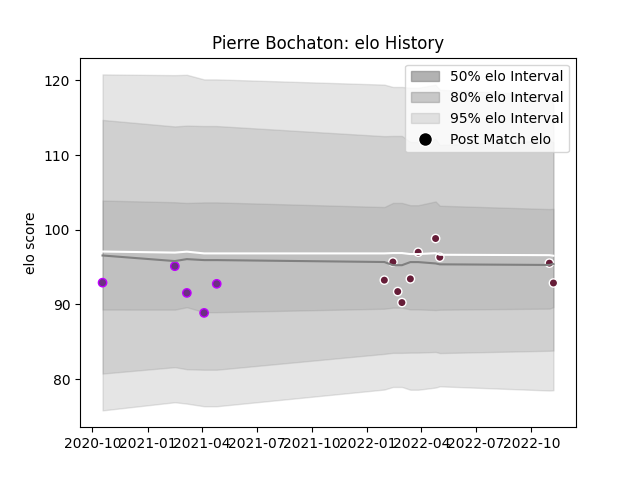 Pierre Bochaton: elo History
50% elo Interval
80% elo Interval
95% elo Interval
Post Match elo
elo score
120
110
100
90
80
2020-10 2021-01 2021-04 2021-07 2021-10 2022-01 2022-04 2022-07 2022-10